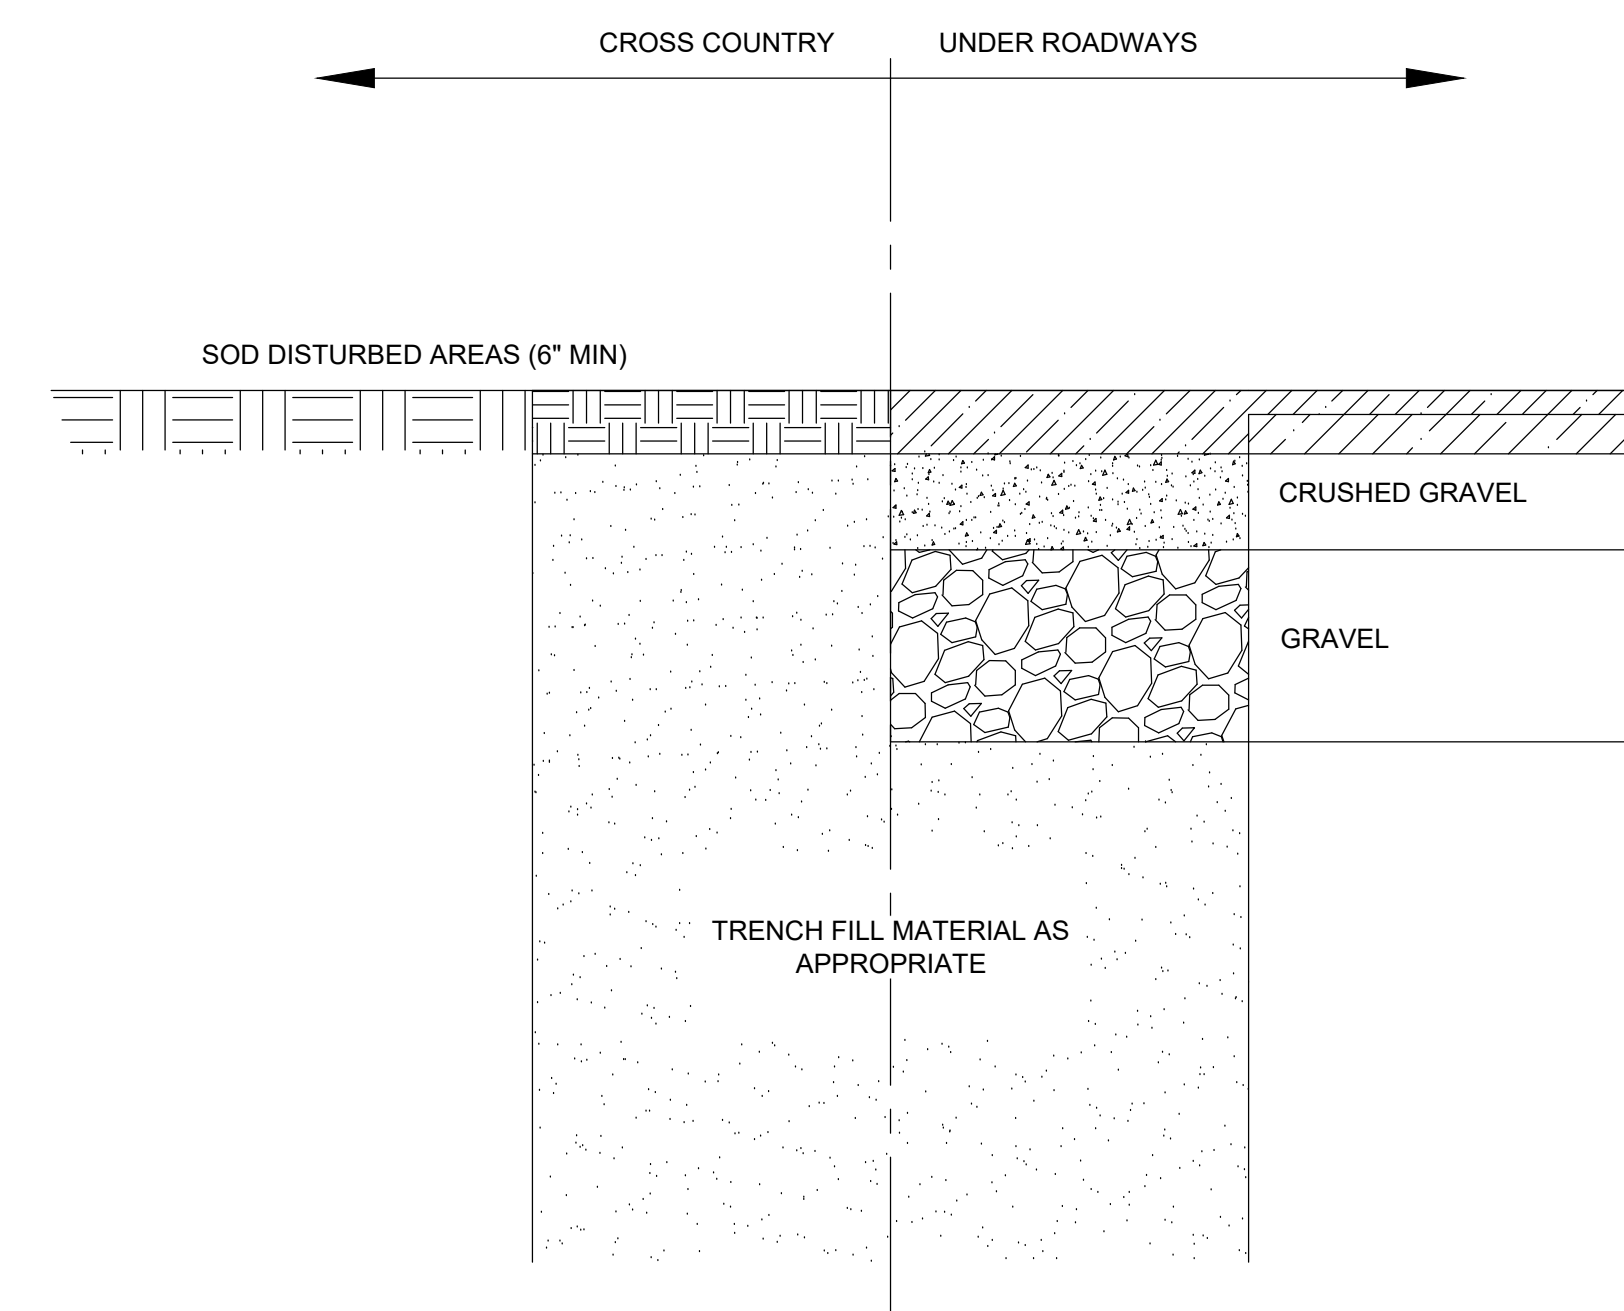 CROSS COUNTRY
UNDER ROADWAYS
SOD DISTURBED AREAS (6" MIN)
CRUSHED GRAVEL
GRAVEL
TRENCH FILL MATERIAL AS
APPROPRIATE